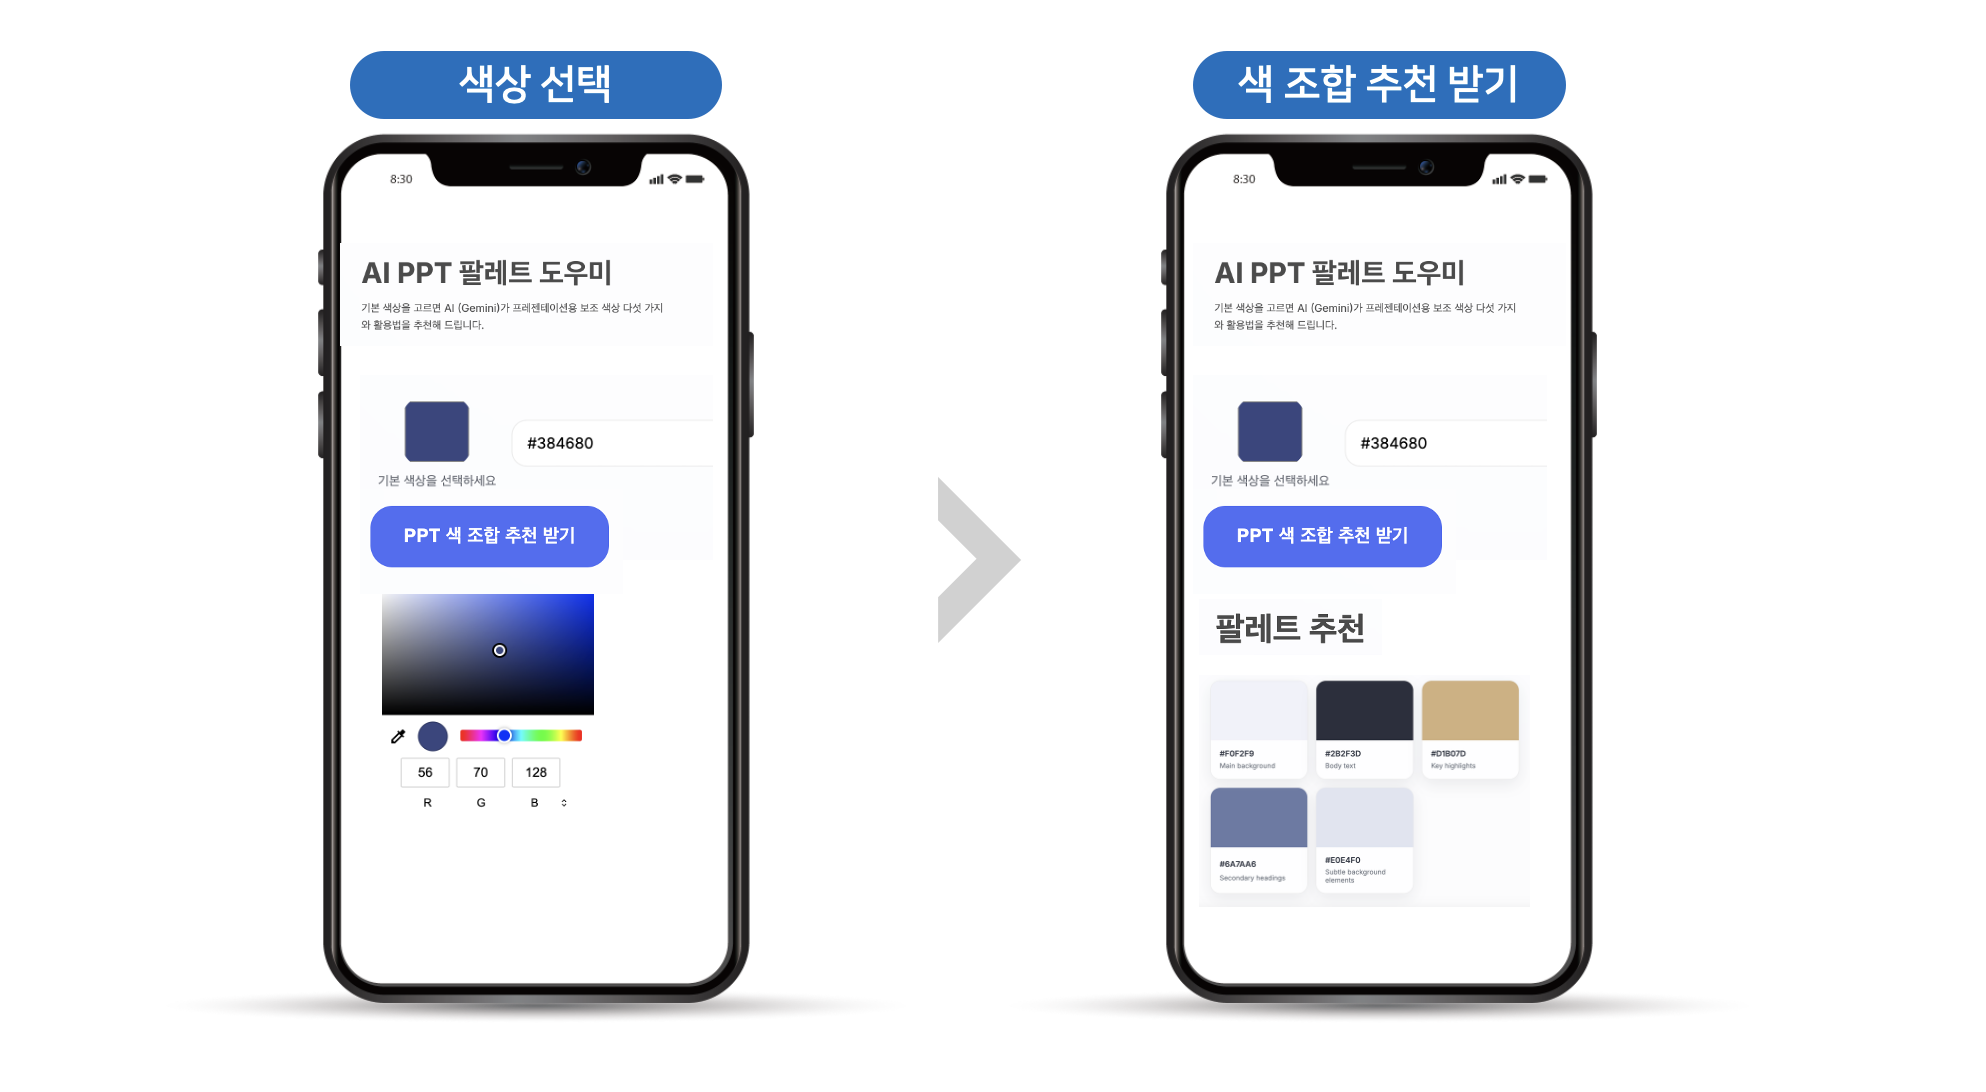 색상 선택
8:30
AI PPT 팔레트 도우미
기본 색상을 고르면 AI (Gemini)가 프레젠테이션용 보조 색상 다섯 가지
와 활용법을 추천해 드립니다.
#384680
기본 색상을 선택하세요
PPT 색 조합 추천 받기
56 70 128
R G B
색 조합 추천 받기
8:30
AI PPT 팔레트 도우미
기본 색상을 고르면 AI (Gemini)가 프레젠테이션용 보조 색상 다섯 가지
와 활용법을 추천해 드립니다.
#384680
기본 색상을 선택하세요
PPT 색 조합 추천 받기
팔레트 추천
#F0F2F9
Main background
#2B2F3D
Body text
#D1B07D
Key highlights
#6A7AA6
Secondary headings
#E0E4F0
Subtle background
elements